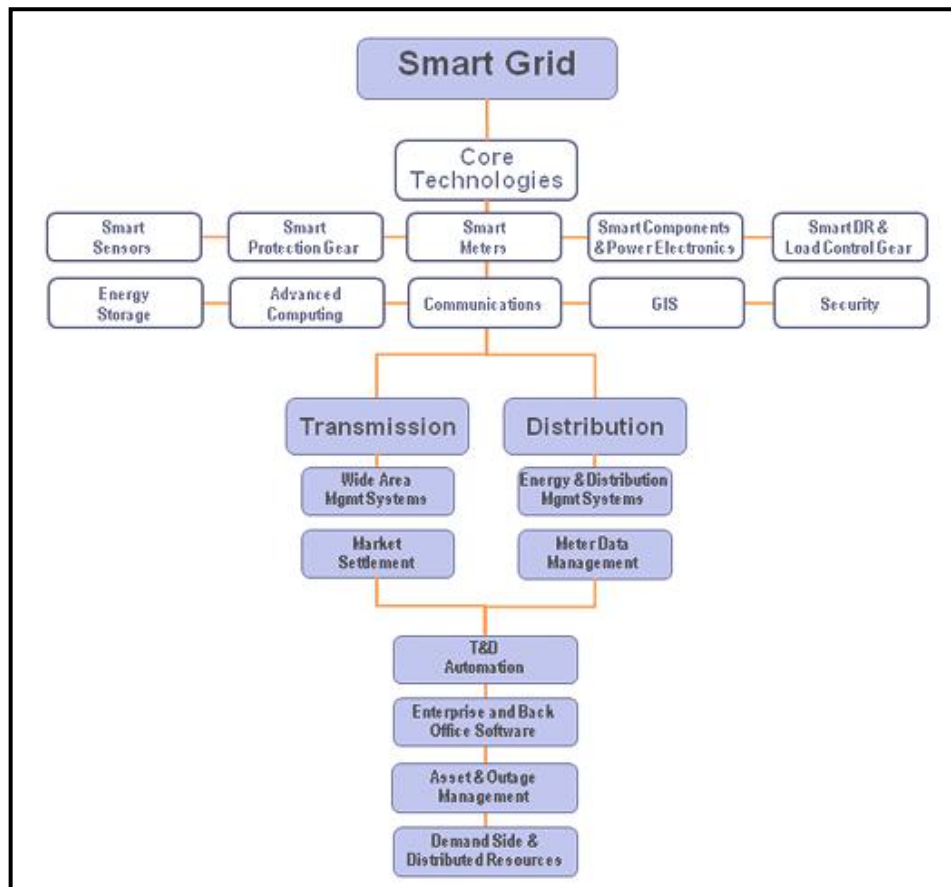 Smart Grid
Core
Technologies
Smart
Sensors
Smart
Protection Gear
Smart
Meters
Smart Components
& Power Electronics
Smart DR &
Load Control Gear
Energy
Storage
Advanced
Computing
Communications
GIS
Security
Transmission
Distribution
Wide Area
Mgmt Systems
Energy & Distribution
Mgmt Systems
Market
Settlement
Meter Data
Management
T&D
Automation
Enterprise and Back
Office Software
Asset & Outage
Management
Demand Side &
Distributed Resources